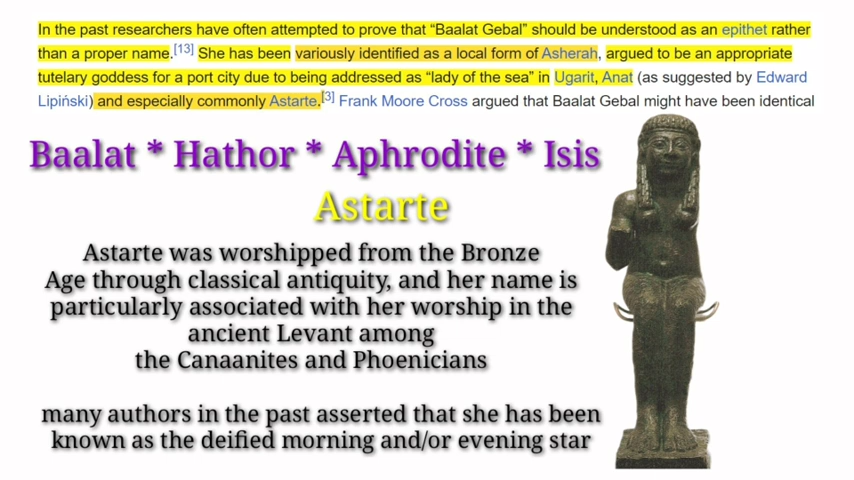 In the past researchers have often attempted to prove that “Baalat Gebal” should be understood as an epithet rather
than a proper name.[13] She has been variously identified as a local form of Asherah, argued to be an appropriate
tutelary goddess for a port city due to being addressed as “lady of the sea” in Ugarit, Anat (as suggested by Edward
Lipiński) and especially commonly Astarte.[3] Frank Moore Cross argued that Baalat Gebal might have been identical
Baalat * Hathor * Aphrodite * Isis
Astarte
Astarte was worshipped from the Bronze
Age through classical antiquity, and her name is
particularly associated with her worship in the
ancient Levant among
the Canaanites and Phoenicians
many authors in the past asserted that she has been
known as the deified morning and/or evening star